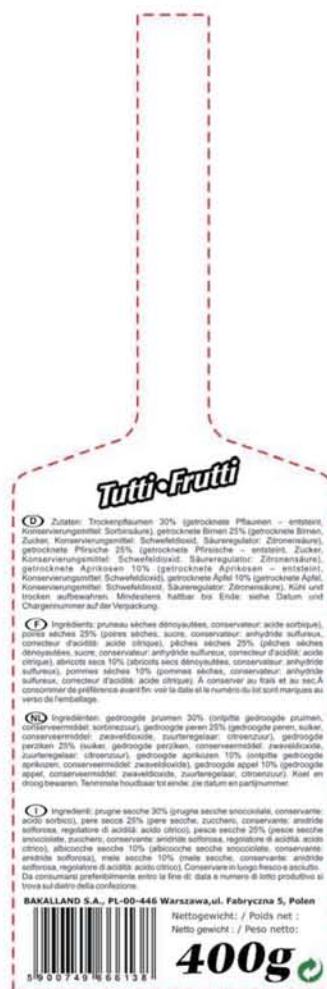 Tutti•Frutti
D Zutaten: Trockenpflaumen 30% (getrocknete Pflaumen – entsteint,
Konservierungsmittel: Sorbinsäure), getrocknete Birnen 25% (getrocknete Birnen,
Zucker, Konservierungsmittel: Schwefeldioxid, Säureregulator: Zitronensäure),
getrocknete Pfirsiche 25% (getrocknete Pfirsische – entsteint, Zucker,
Konservierungsmittel: Schwefeldioxid, Säureregulator: Zitronensäure),
getrocknete Aprikosen 10% (getrocknete Aprikosen – entsteint,
Konservierungsmittel: Schwefeldioxid), getrocknete Äpfel 10% (getrocknete Äpfel,
Konservierungsmittel: Schwefeldioxid, Säureregulator: Zitronensäure), Kühl und
trocken aufbewahren. Mindestens haltbar bis Ende: siehe Datum und
Chargennummer auf der Verpackung.
F Ingrédients: pruneau sèches dénoyautées, conservateur: acide sorbique),
poires sèches 25% (poires sèches, sucre, conservateur: anhydride sulfureux,
correcteur d'acidité: acide citrique), pêches sèches 25% (pêches sèches
dénoyautées, sucre, conservateur: anhydride sulfureux, correcteur d'acidità: acide
citrique), abricots secs 10% (abricots secs dénoyautées, conservateur: anhydride
sulfureux), pommes séches 10% (pommes séches, conservateur: anhydride
sulfureux, correcteur d'acidité: acide citrique). À conserver au frais et au sec.À
consommer de préférence avant fin: voir la date et le numéro du lot sont marques au
verso de l'emballage.
NL Ingrediënten: gedroogde pruimen 30% (ontpitte gedroogde pruimen,
conserveermiddel: sorbinezuur), gedroogde peren 25% (gedroogde peren, suiker,
conserveermiddel: zwaveldioxide, zuurteregelaar: citroenzuur), gedroogde
perziken 25% (suiker, gedroogde perziken, conserveermiddel: zwaveldioxide,
zuurteregelaar: citroenzuur), gedroogde aprikozen 10% (ontpitte gedroogde
aprikozen, conserveermiddel: zwaveldioxide), gedroogde appel 10% (gedroogde
appel, conserveermiddel: zwaveldioxide, zuurteregelaar, citroenzuur). Koel en
droog bewaren. Tenminste houdbaar tot einde: zie datum en partijnummer.
I Ingredienti: prugne secche 30% (prugne secche snocciolate, conservante:
acido sorbico), pere secce 25% (pere secche, zucchero, conservante: anidride
solforosa, regolatore di acidità: acido citrico), pesce secche 25% (pesce secche
snocciolate, zucchero, conservante: anidride solforosa, regolatore di acidità: acido
citrico), albicocche secche 10% (albicocche secche snocciolate, conservante:
anidride solforosa), mele secche 10% (mele secche, conservante: anidride
solforosa, regolatore di acidità: acido citrico). Conservare in luogo fresco e asciutto.
Da consumarsi preferibilmente entro la fine di: data a numero di lotto produttivo si
trova sul dietro della confezione.
BAKALLAND S.A., PL-00-446 Warszawa,ul. Fabryczna 5, Polen
Nettogewicht: / Poids net :
Netto gewicht : / Peso netto:
400g
5 900749 666138